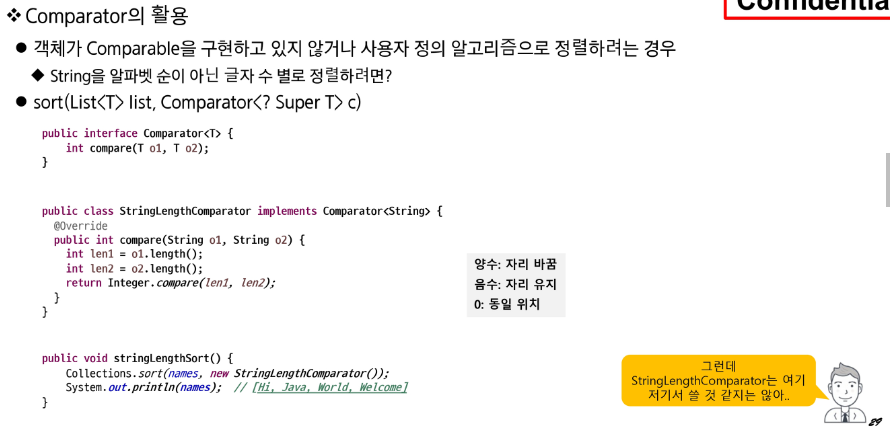 Confidentia
❖Comparator의 활용
● 객체가 Comparable을 구현하고 있지 않거나 사용자 정의 알고리즘으로 정렬하려는 경우
◆ String을 알파벳 순이 아닌 글자 수 별로 정렬하려면?
● sort(List<T> list, Comparator<? Super T> c)
public interface Comparator<T> {
int compare(T o1, T o2);
}
public class StringLengthComparator implements Comparator<String> {
@Override
public int compare(String o1, String o2) {
int len1 = o1.length();
int len2 = o2.length();
return Integer.compare(len1, len2);
}
}
양수: 자리 바꿈
음수: 자리 유지
0: 동일 위치
public void stringLengthSort() {
Collections.sort(names, new StringLengthComparator());
System.out.println(names); // [Hi, Java, World, Welcome]
}
그런데
StringLengthComparator는 여기
저기서 쓸 것 같지는 않아..
29